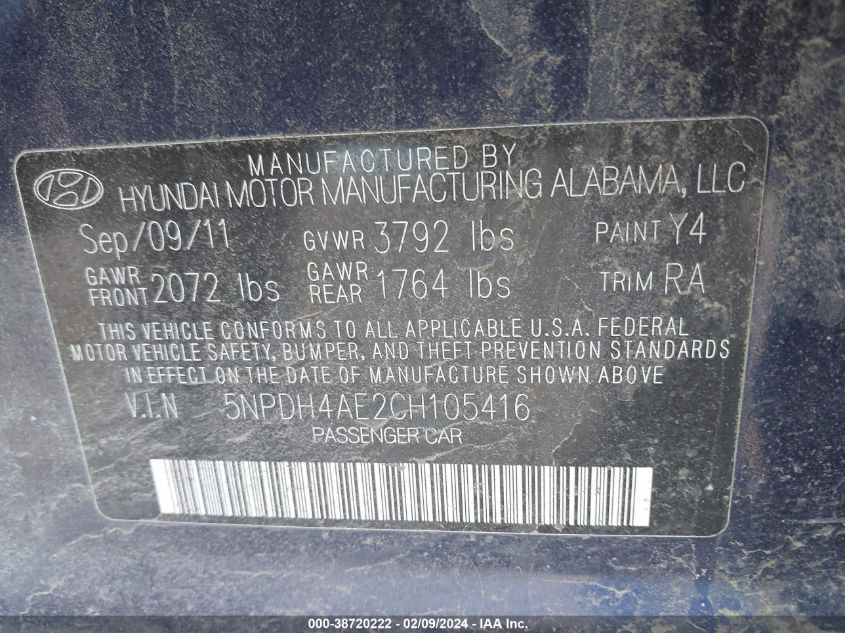 MANUFACTURED BY
HYUNDAI MOTOR MANUFACTURING ALABAMA, LLC
Sep/09/11 GVWR 3792 lbs PAINT Y4
GAWR FRONT 2072 lbs GAWR REAR 1764 lbs TRIM RA
THIS VEHICLE CONFORMS TO ALL APPLICABLE U.S.A. FEDERAL
MOTOR VEHICLE SAFETY, BUMPER, AND THEFT PREVENTION STANDARDS
IN EFFECT ON THE DATE OF MANUFACTURE SHOWN ABOVE
V.I.N 5NPDH4AE2CH105416
PASSENGER CAR
000-38720222 - 02/09/2024 - IAA Inc.